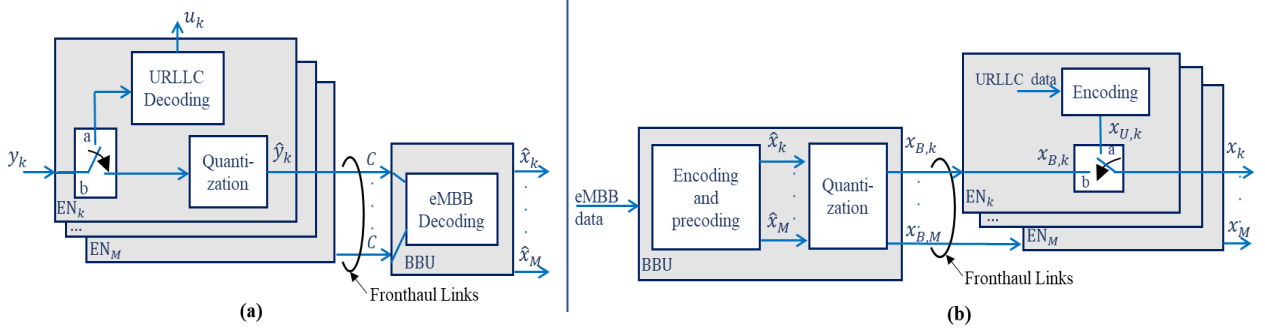 u_k
URLLC
Decoding
a
y_k
b
Quanti-
zation
ŷ_k
EN_k
...
EN_M
C
.
.
.
C
eMBB
Decoding
BBU
x̂_k
.
.
.
x̂_M
Fronthaul Links
(a)
eMBB
data
Encoding
and
precoding
x̂_k
.
.
.
x̂_M
Quanti-
zation
BBU
x_{B,k}
.
.
.
x_{B,M}
Fronthaul Links
URLLC data
Encoding
x_{U,k}
x_{B,k}
a
b
EN_k
...
EN_M
x_k
.
.
.
x_M
(b)